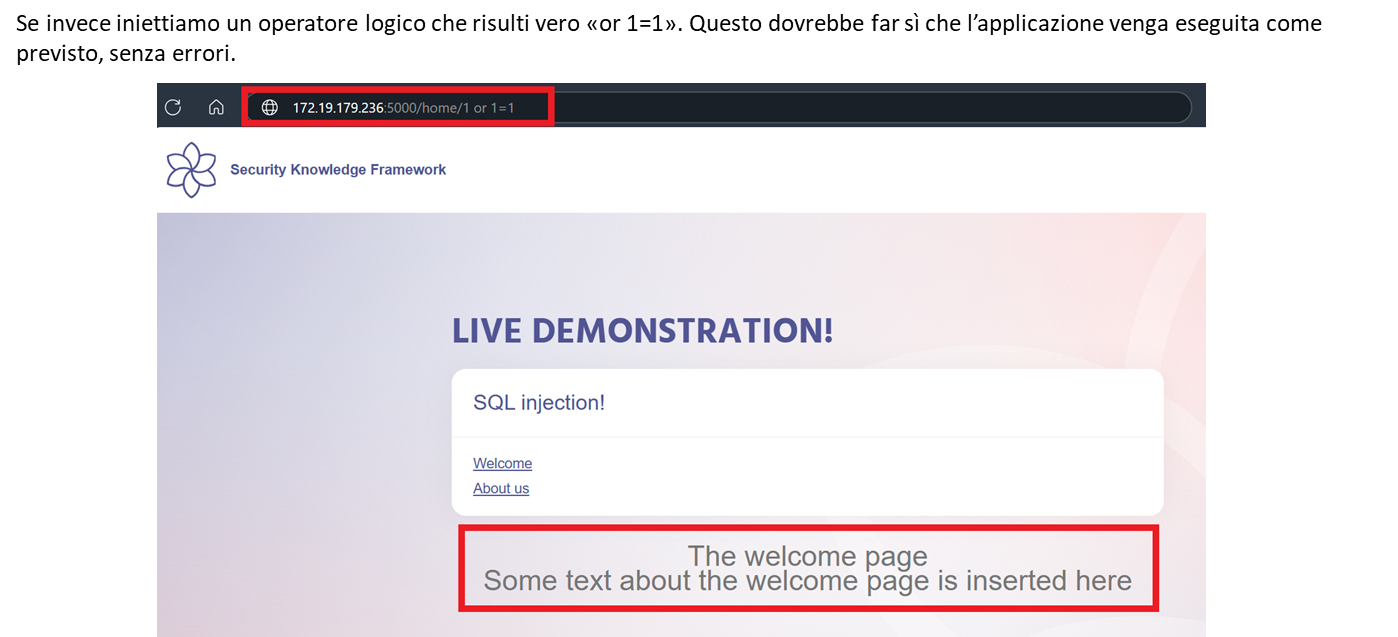 Se invece iniettiamo un operatore logico che risulti vero «or 1=1». Questo dovrebbe far sì che l’applicazione venga eseguita come
previsto, senza errori.
172.19.179.236:5000/home/1 or 1=1
Security Knowledge Framework
LIVE DEMONSTRATION!
SQL injection!
Welcome
About us
The welcome page
Some text about the welcome page is inserted here